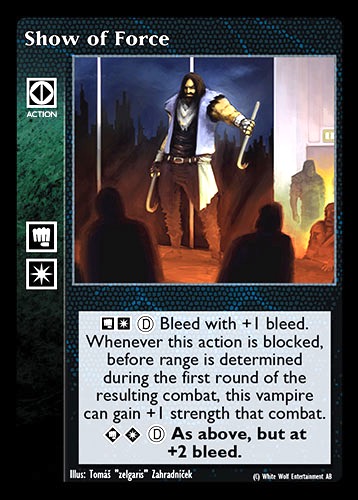 Show of Force
ACTION
Ⓓ Bleed with +1 bleed.
Whenever this action is blocked,
before range is determined
during the first round of the
resulting combat, this vampire
can gain +1 strength that combat.
Ⓓ As above, but at
+2 bleed.
Illus: Tomáš "zelgaris" Zahradníček
(C) White Wolf Entertainment AB